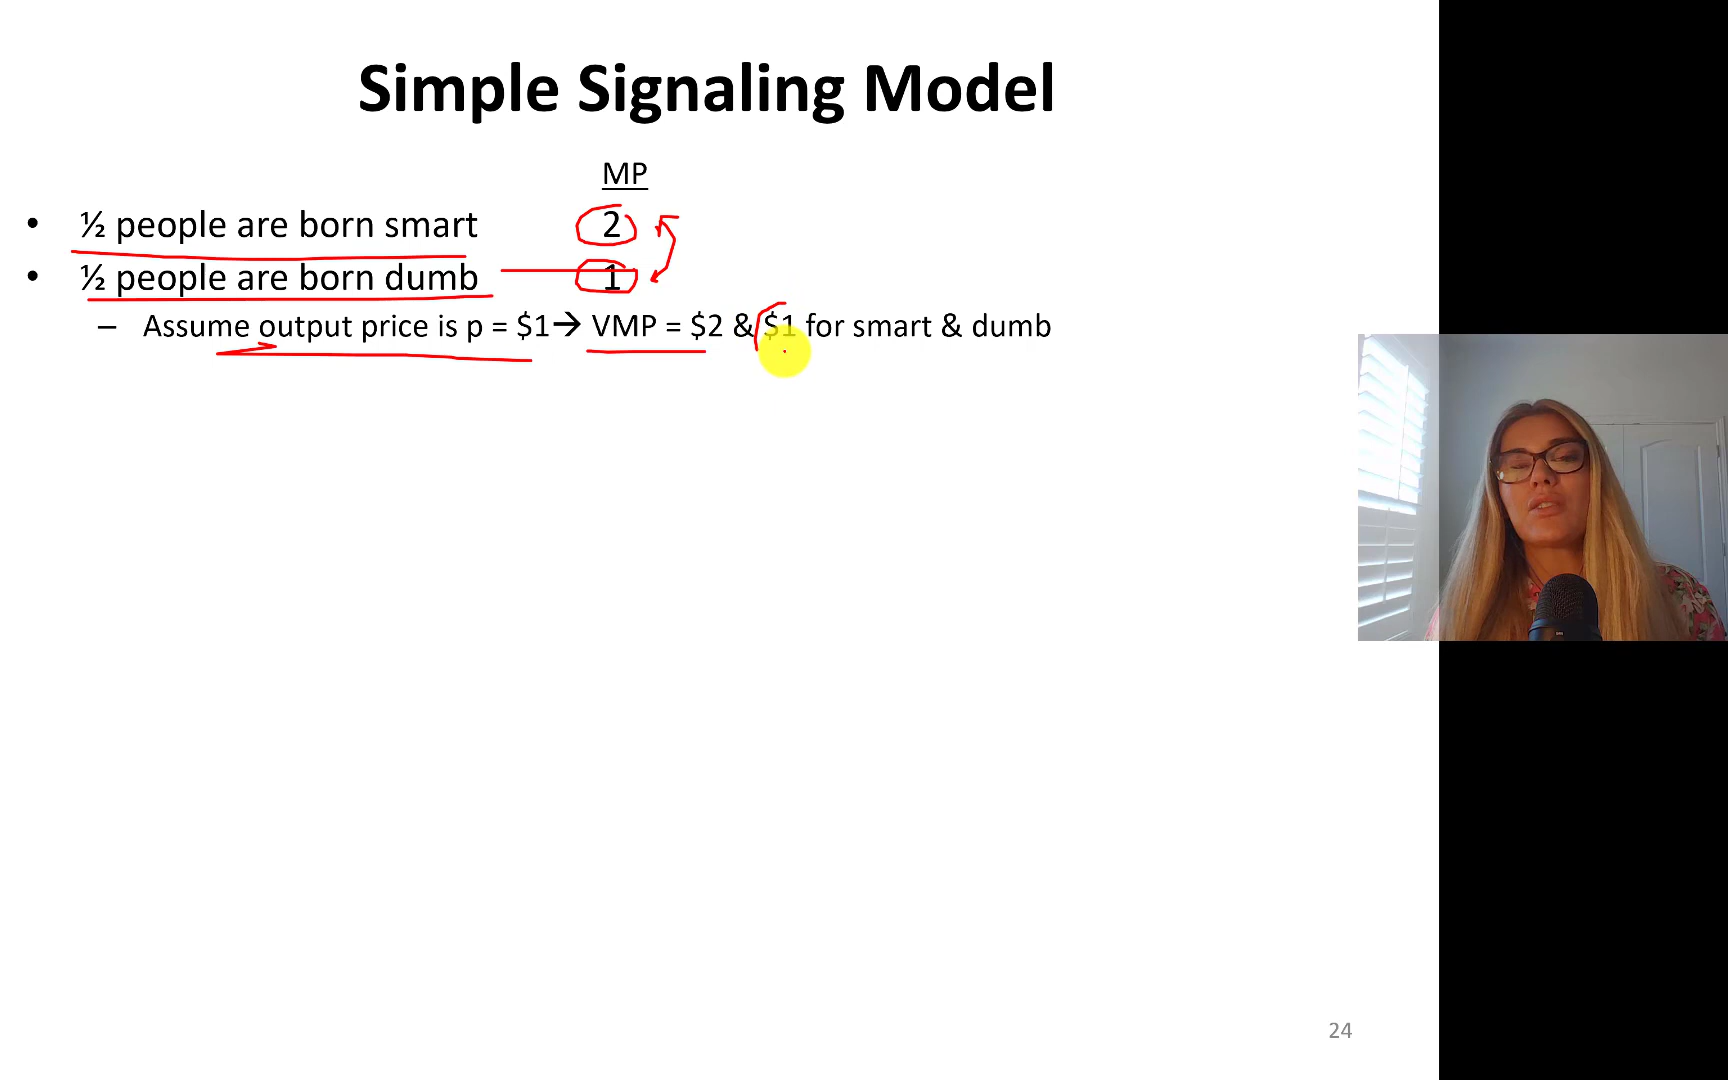 Simple Signaling Model
MP
• ½ people are born smart 2
• ½ people are born dumb 1
– Assume output price is p = $1→ VMP = $2 & $1 for smart & dumb
24